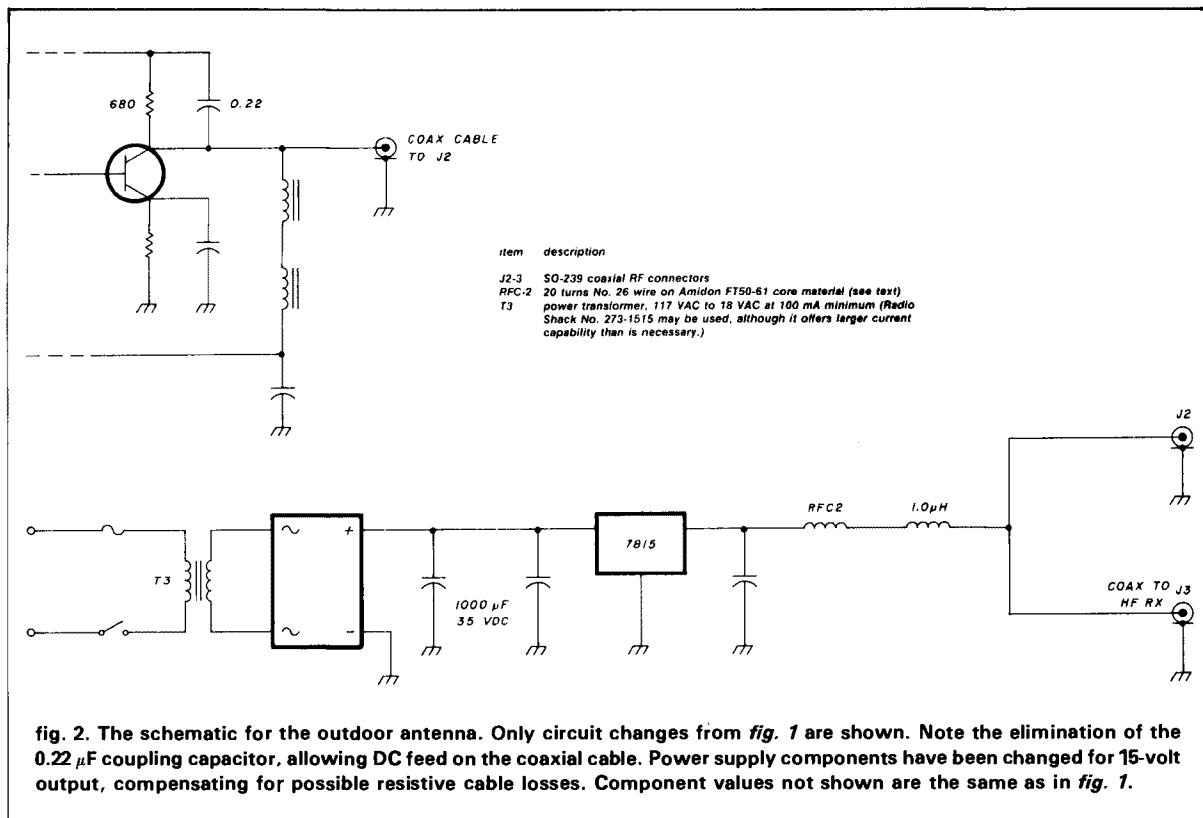 680
0.22
COAX CABLE
TO J2
item description
J2-3 SO-239 coaxial RF connectors
RFC-2 20 turns No. 26 wire on Amidon FT50-61 core material (see text)
T3 power transformer, 117 VAC to 18 VAC at 100 mA minimum (Radio
Shack No. 273-1515 may be used, although it offers larger current
capability than is necessary.)
J2
RFC2
1.0µH
T3
+
7815
1000 µF
35 VDC
-
COAX TO J3
HF RX
fig. 2. The schematic for the outdoor antenna. Only circuit changes from fig. 1 are shown. Note the elimination of the
0.22 µF coupling capacitor, allowing DC feed on the coaxial cable. Power supply components have been changed for 15-volt
output, compensating for possible resistive cable losses. Component values not shown are the same as in fig. 1.